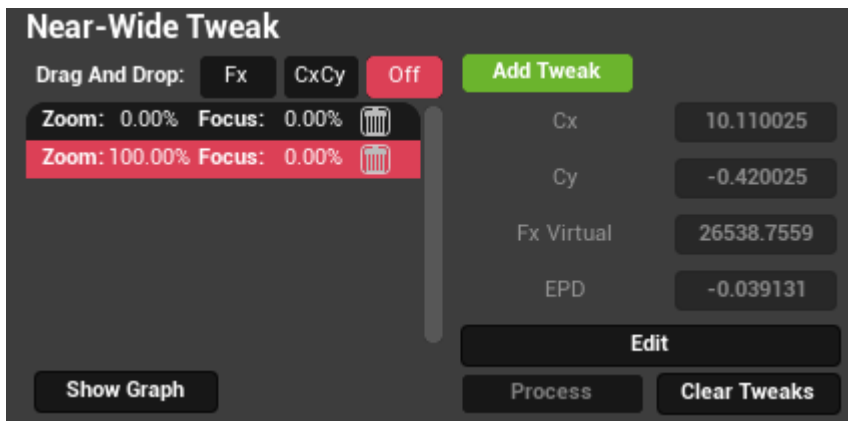 Near-Wide Tweak
Drag And Drop: Fx CxCy Off Add Tweak
Zoom: 0.00% Focus: 0.00%
Zoom: 100.00% Focus: 0.00%
Cx 10.110025
Cy -0.420025
Fx Virtual 26538.7559
EPD -0.039131
Edit
Show Graph Process Clear Tweaks